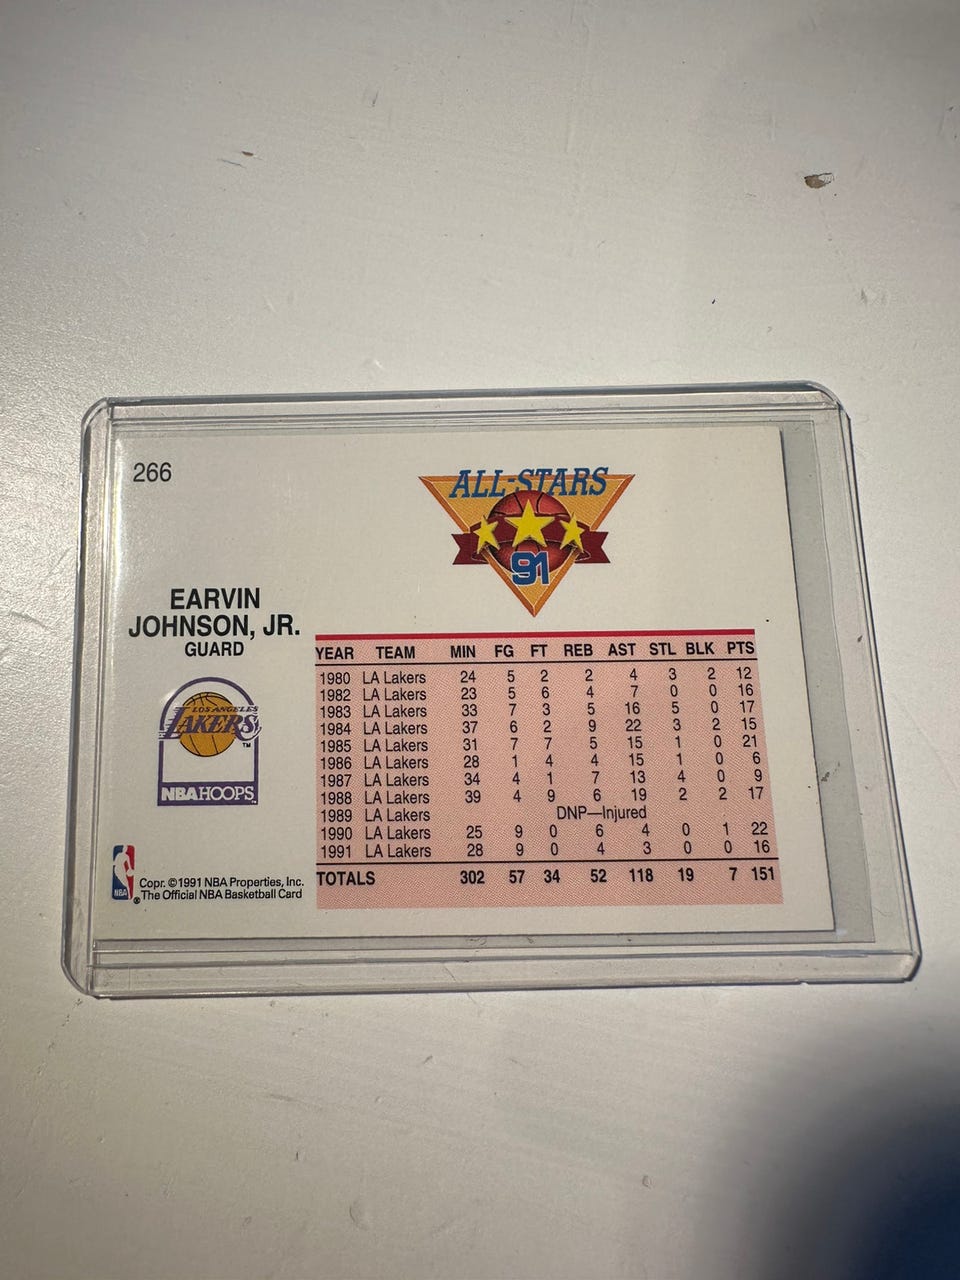 266
ALL-STARS
91
EARVIN
JOHNSON, JR.
GUARD
LOS ANGELES
LAKERS
TM
NBA HOOPS
YEAR TEAM MIN FG FT REB AST STL BLK PTS
1980 LA Lakers 24 5 2 2 4 3 2 12
1982 LA Lakers 23 5 6 4 7 0 0 16
1983 LA Lakers 33 7 3 5 16 5 0 17
1984 LA Lakers 37 6 2 9 22 3 2 15
1985 LA Lakers 31 7 7 5 15 1 0 21
1986 LA Lakers 28 1 4 4 15 1 0 6
1987 LA Lakers 34 4 1 7 13 4 0 9
1988 LA Lakers 39 4 9 6 19 2 2 17
1989 LA Lakers DNP—Injured
1990 LA Lakers 25 9 0 6 4 0 1 22
1991 LA Lakers 28 9 0 4 3 0 0 16
TOTALS 302 57 34 52 118 19 7 151
NBA
®
Copr. ©1991 NBA Properties, Inc.
The Official NBA Basketball Card